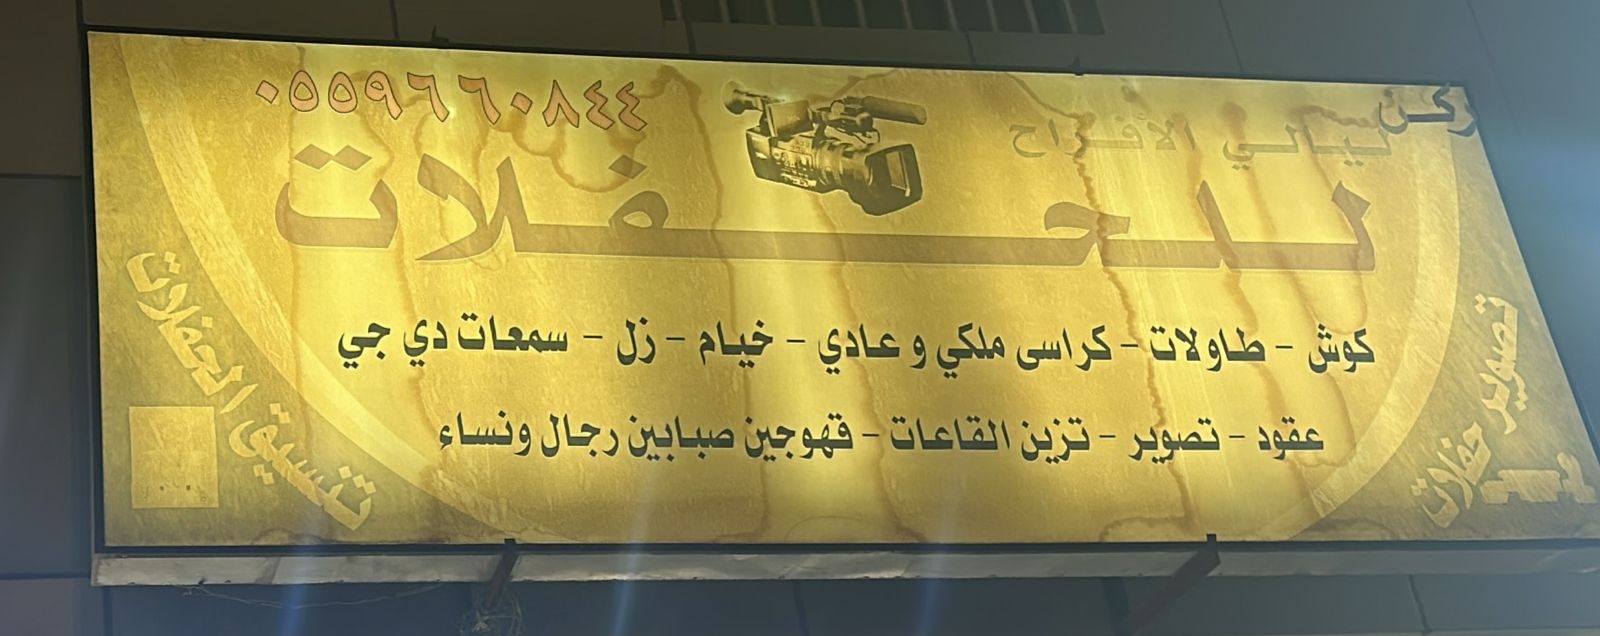 ركن
ليالي الأفراح
٠٥٥٩٦٦٠٨٤٤
للحفلات
كوش - طاولات - كراسى ملكي و عادي - خيام - زل - سمعات دي جي
عقود - تصوير - تزين القاعات - قهوجين صبابين رجال ونساء
تصوير حفلات
تنسيق الحفلات